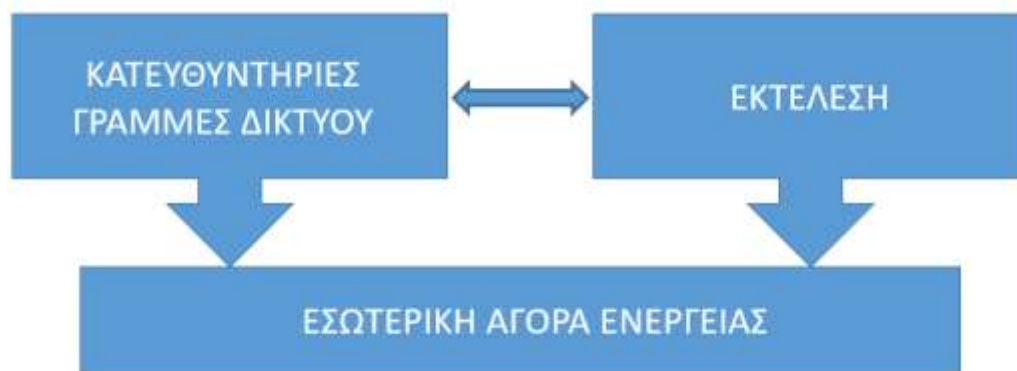 ΚΑΤΕΥΘΥΝΤΗΡΙΕΣ
ΓΡΑΜΜΕΣ ΔΙΚΤΥΟΥ
ΕΚΤΕΛΕΣΗ
ΕΣΩΤΕΡΙΚΗ ΑΓΟΡΑ ΕΝΕΡΓΕΙΑΣ